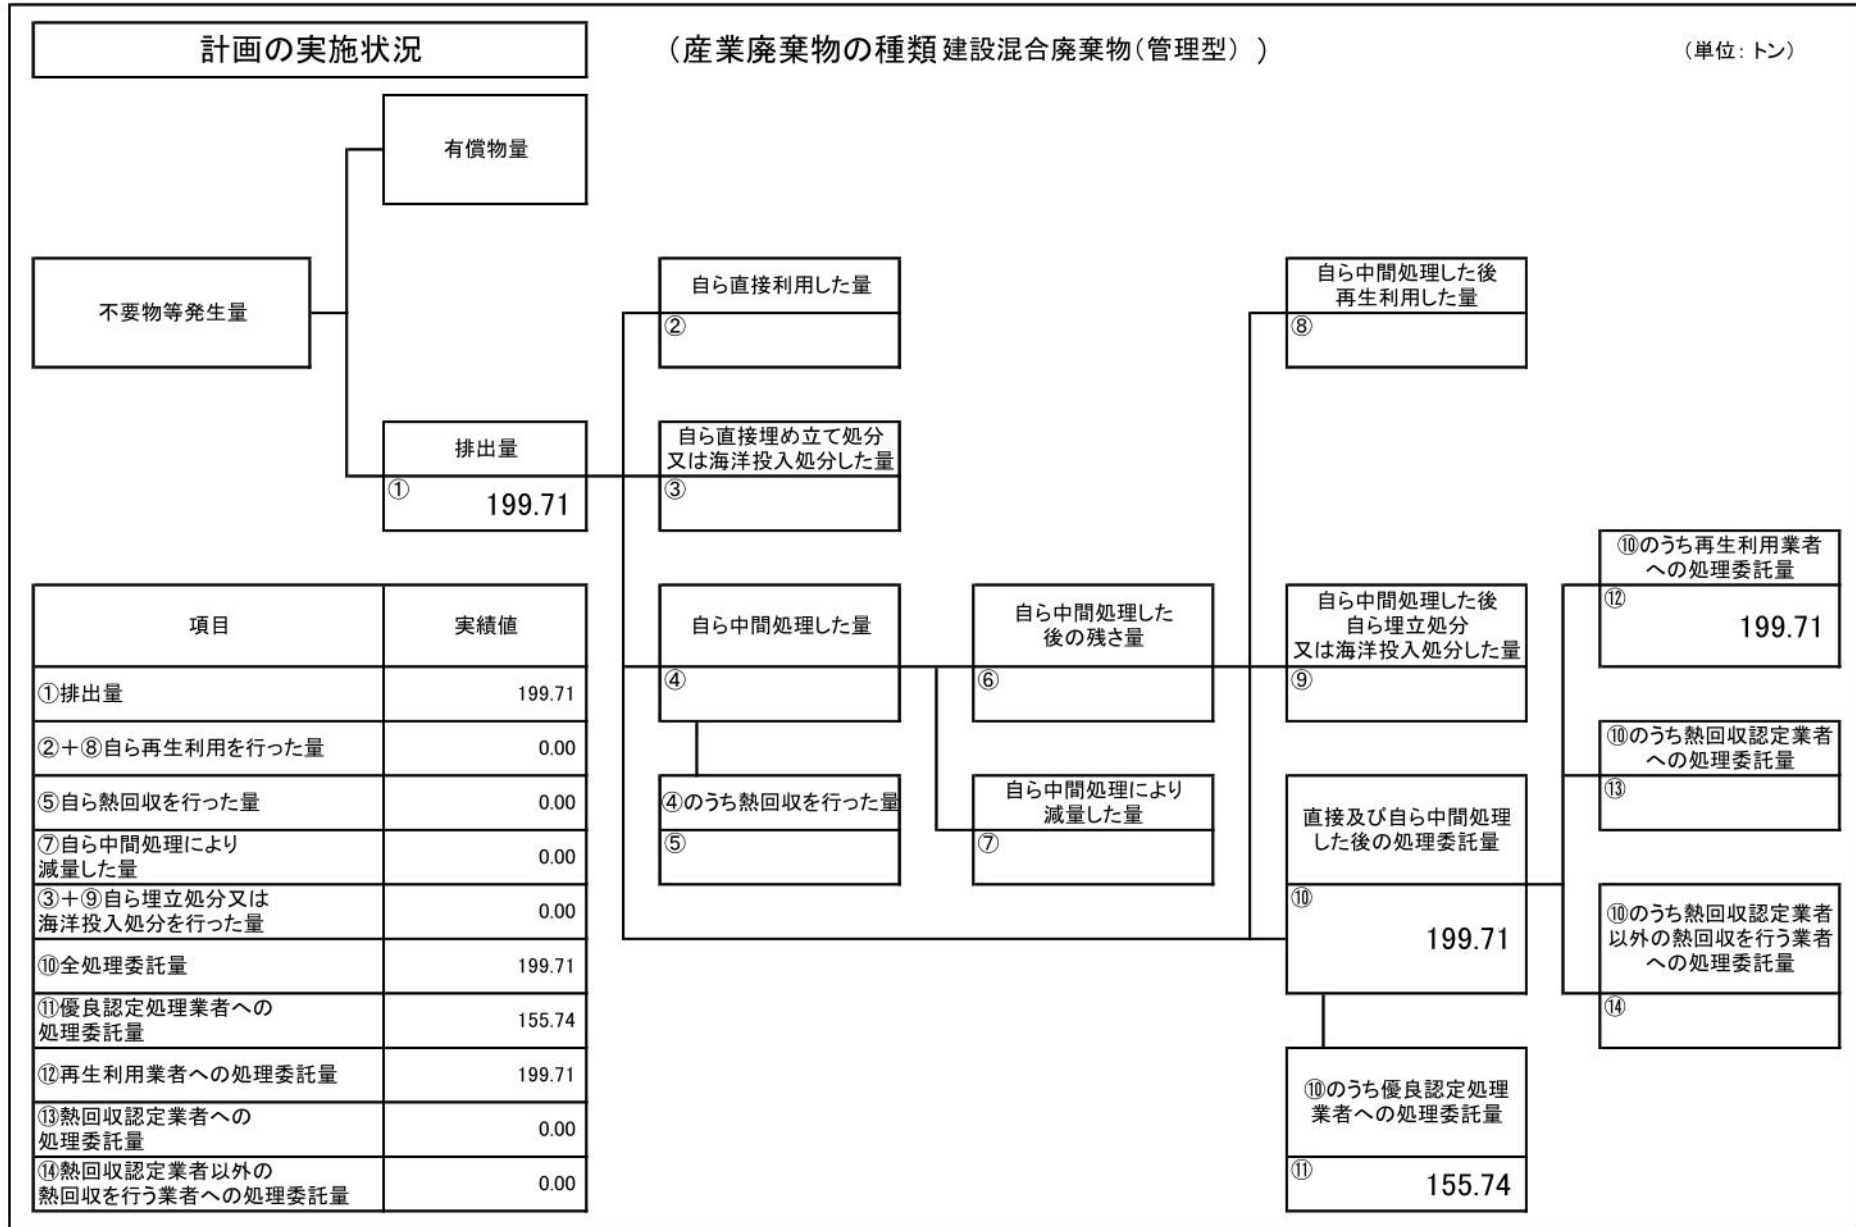 計画の実施状況
（産業廃棄物の種類 建設混合廃棄物（管理型） ）
（単位：トン）
有償物量
不要物等発生量
排出量
①
199.71
自ら直接利用した量
②
自ら直接埋め立て処分
又は海洋投入処分した量
③
自ら中間処理した量
④
④のうち熱回収を行った量
⑤
自ら中間処理した
後の残さ量
⑥
自ら中間処理により
減量した量
⑦
自ら中間処理した後
再生利用した量
⑧
自ら中間処理した後
自ら埋立処分
又は海洋投入処分した量
⑨
直接及び自ら中間処理
した後の処理委託量
⑩
199.71
⑩のうち優良認定処理
業者への処理委託量
⑪
155.74
⑩のうち再生利用業者
への処理委託量
⑫
199.71
⑩のうち熱回収認定業者
への処理委託量
⑬
⑩のうち熱回収認定業者
以外の熱回収を行う業者
への処理委託量
⑭
項目 実績値
①排出量 199.71
②＋⑧自ら再生利用を行った量 0.00
⑤自ら熱回収を行った量 0.00
⑦自ら中間処理により
減量した量 0.00
③＋⑨自ら埋立処分又は
海洋投入処分を行った量 0.00
⑩全処理委託量 199.71
⑪優良認定処理業者への
処理委託量 155.74
⑫再生利用業者への処理委託量 199.71
⑬熱回収認定業者への
処理委託量 0.00
⑭熱回収認定業者以外の
熱回収を行う業者への処理委託量 0.00